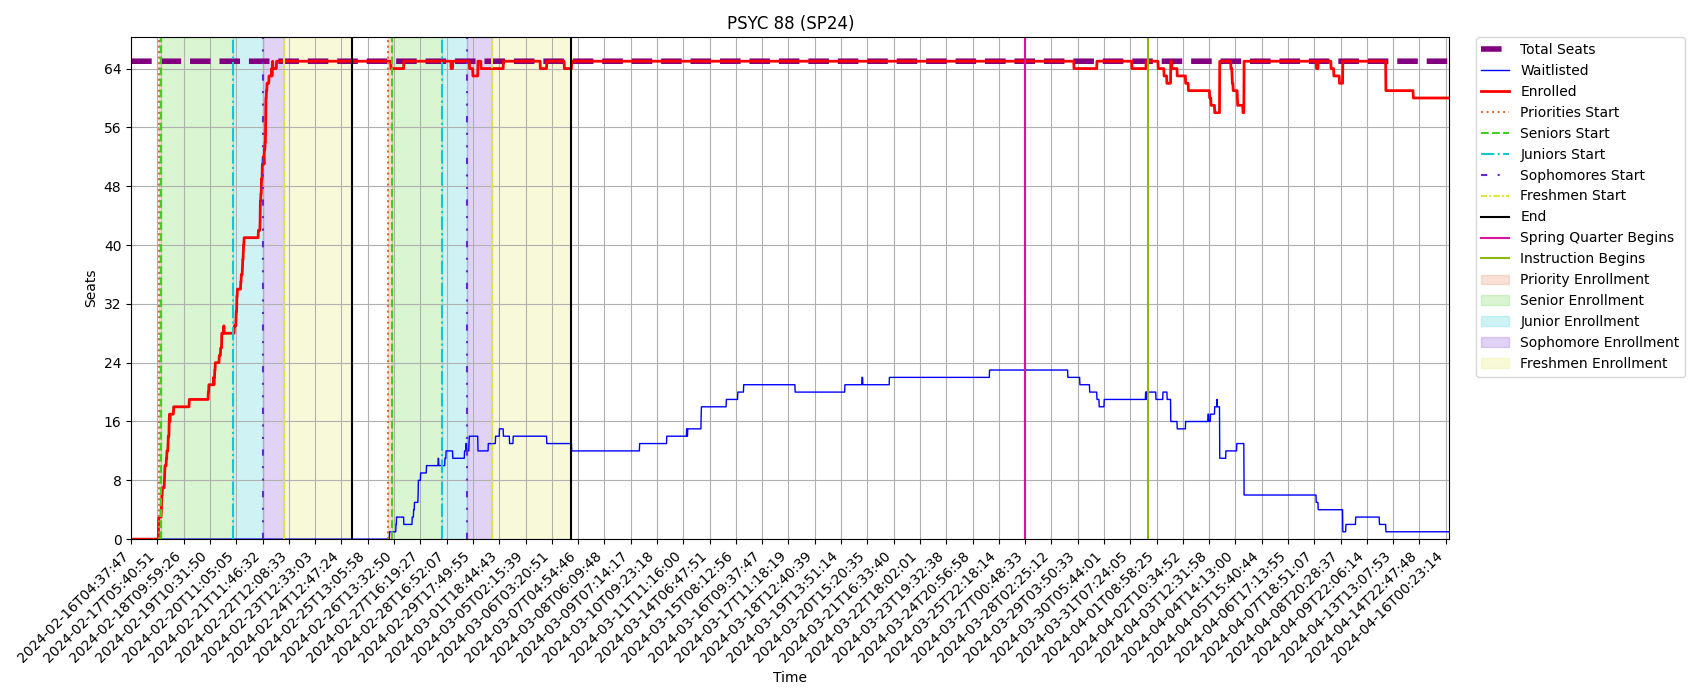 PSYC 88 (SP24)
Seats
64
56
48
40
32
24
16
8
0
2024-02-16T04:37:47
2024-02-17T05:40:51
2024-02-18T09:59:26
2024-02-19T10:31:50
2024-02-20T11:05:05
2024-02-21T11:46:32
2024-02-22T12:08:33
2024-02-23T12:33:03
2024-02-24T12:47:24
2024-02-25T13:05:58
2024-02-26T13:32:50
2024-02-27T16:19:27
2024-02-28T16:52:07
2024-02-29T17:49:55
2024-03-01T18:44:43
2024-03-05T02:15:39
2024-03-06T03:20:51
2024-03-07T04:54:46
2024-03-08T06:09:48
2024-03-09T07:14:17
2024-03-10T09:23:18
2024-03-11T11:16:00
2024-03-14T06:47:51
2024-03-15T08:12:56
2024-03-16T09:37:47
2024-03-17T11:18:19
2024-03-18T12:40:39
2024-03-19T13:51:14
2024-03-20T15:20:35
2024-03-21T16:33:40
2024-03-22T18:02:01
2024-03-23T19:32:38
2024-03-24T20:56:58
2024-03-25T22:18:14
2024-03-27T00:48:33
2024-03-28T02:25:12
2024-03-29T03:50:33
2024-03-30T05:44:01
2024-03-31T07:24:05
2024-04-01T08:58:25
2024-04-02T10:34:52
2024-04-03T12:31:58
2024-04-04T14:13:00
2024-04-05T15:40:44
2024-04-06T17:13:55
2024-04-07T18:51:07
2024-04-08T20:28:37
2024-04-09T22:06:14
2024-04-13T13:07:53
2024-04-14T22:47:48
2024-04-16T00:23:14
Time
Total Seats
Waitlisted
Enrolled
Priorities Start
Seniors Start
Juniors Start
Sophomores Start
Freshmen Start
End
Spring Quarter Begins
Instruction Begins
Priority Enrollment
Senior Enrollment
Junior Enrollment
Sophomore Enrollment
Freshmen Enrollment